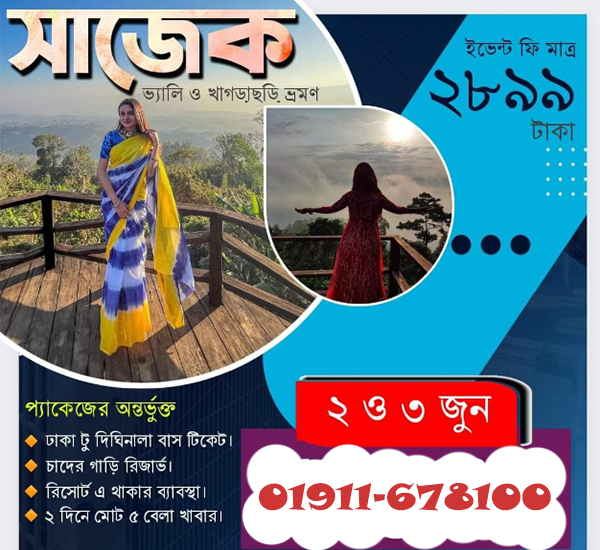 সাজেক
ভ্যালি ও খাগড়াছড়ি ভ্রমণ
ইভেন্ট ফি মাত্র
২৮৯৯
টাকা
প্যাকেজের অন্তর্ভুক্ত
ঢাকা টু দিঘিনালা বাস টিকেট।
চাদের গাড়ি রিজার্ভ।
রিসোর্ট এ থাকার ব্যাবস্থা।
২ দিনে মোট ৫ বেলা খাবার।
২ ও ৩ জুন
01911-678100